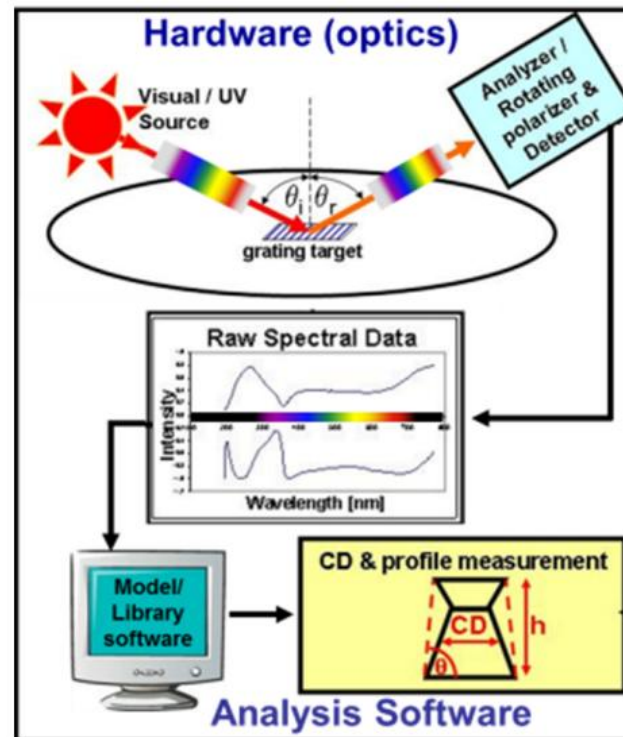 Hardware (optics)
Visual / UV
Source
Analyzer /
Rotating
polarizer &
Detector
θi θr
grating target
Raw Spectral Data
Intensity
Wavelength [nm]
Model/
Library
software
CD & profile measurement
CD
h
θ
Analysis Software